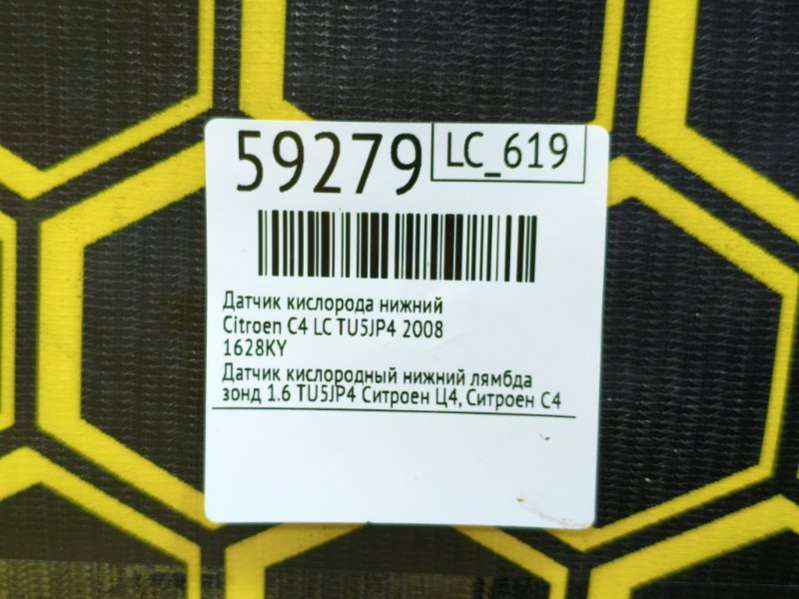 59279
LC_619
Датчик кислорода нижний
Citroen C4 LC TU5JP4 2008
1628KY
Датчик кислородный нижний лямбда
зонд 1.6 TU5JP4 Ситроен Ц4, Ситроен С4